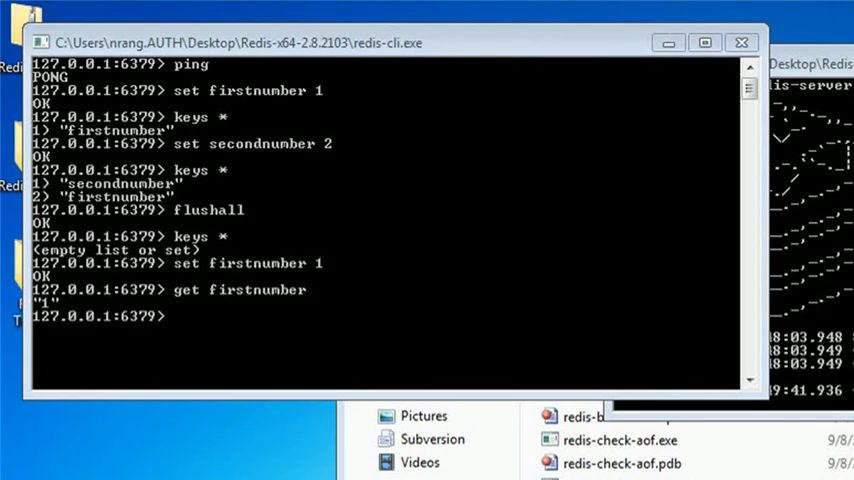 C:\Users\nrang.AUTH\Desktop\Redis-x64-2.8.2103\redis-cli.exe
127.0.0.1:6379> ping
PONG
127.0.0.1:6379> set firstnumber 1
OK
127.0.0.1:6379> keys *
1) "firstnumber"
127.0.0.1:6379> set secondnumber 2
OK
127.0.0.1:6379> keys *
1) "secondnumber"
2) "firstnumber"
127.0.0.1:6379> flushall
OK
127.0.0.1:6379> keys *
(empty list or set)
127.0.0.1:6379> set firstnumber 1
OK
127.0.0.1:6379> get firstnumber
"1"
127.0.0.1:6379>
Desktop\Redis
is-server
48:03.948
48:03.949
48:03.949
49:41.936
Pictures
Subversion
Videos
redis-b
redis-check-aof.exe 9/8/
redis-check-aof.pdb 9/8/